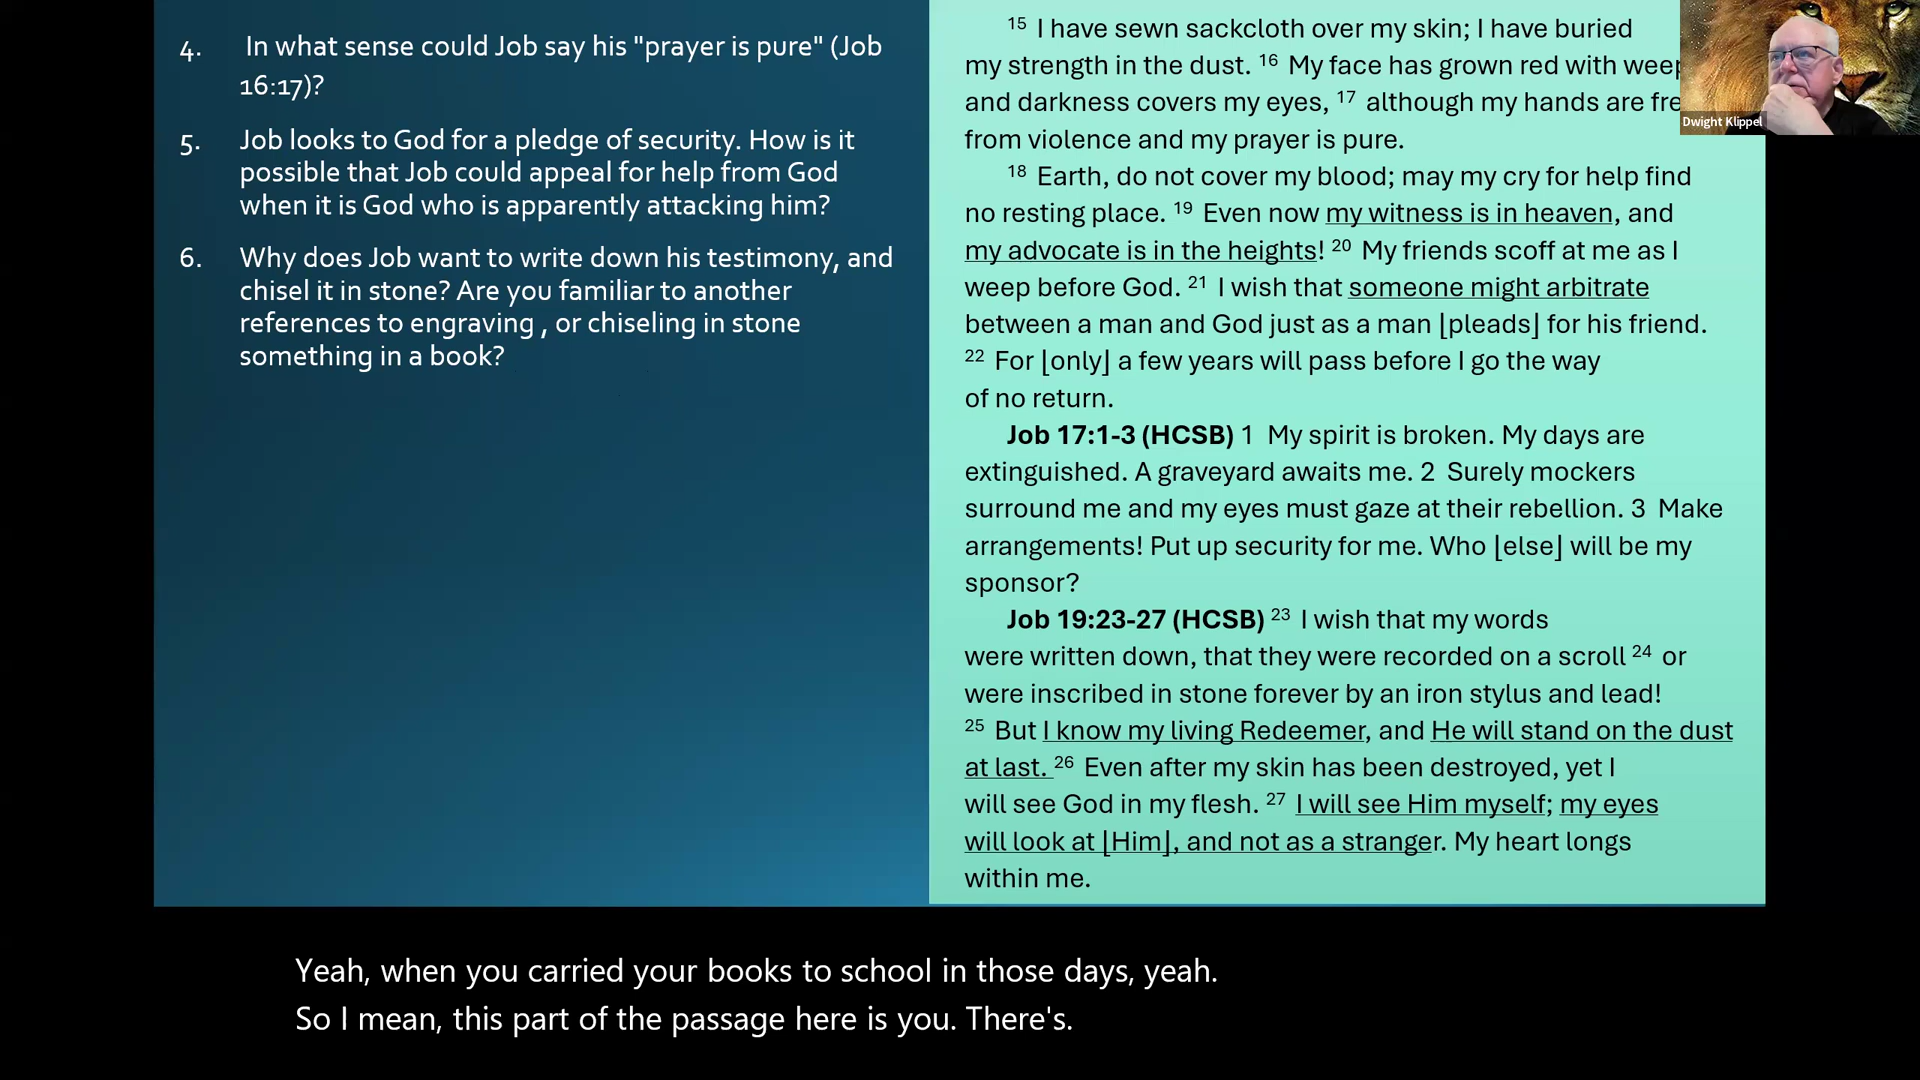 4. In what sense could Job say his "prayer is pure" (Job
16:17)?
5. Job looks to God for a pledge of security. How is it
possible that Job could appeal for help from God
when it is God who is apparently attacking him?
6. Why does Job want to write down his testimony, and
chisel it in stone? Are you familiar to another
references to engraving , or chiseling in stone
something in a book?
15 I have sewn sackcloth over my skin; I have buried
my strength in the dust. 16 My face has grown red with
and darkness covers my eyes, 17 although my hands are
from violence and my prayer is pure.
18 Earth, do not cover my blood; may my cry for help find
no resting place. 19 Even now my witness is in heaven, and
my advocate is in the heights! 20 My friends scoff at me as I
weep before God. 21 I wish that someone might arbitrate
between a man and God just as a man ⌊pleads⌋ for his friend.
22 For ⌊only⌋ a few years will pass before I go the way
of no return.
Job 17:1-3 (HCSB) 1 My spirit is broken. My days are
extinguished. A graveyard awaits me. 2 Surely mockers
surround me and my eyes must gaze at their rebellion. 3 Make
arrangements! Put up security for me. Who ⌊else⌋ will be my
sponsor?
Job 19:23-27 (HCSB) 23 I wish that my words
were written down, that they were recorded on a scroll 24 or
were inscribed in stone forever by an iron stylus and lead!
25 But I know my living Redeemer, and He will stand on the dust
at last. 26 Even after my skin has been destroyed, yet I
will see God in my flesh. 27 I will see Him myself; my eyes
will look at ⌊Him⌋, and not as a stranger. My heart longs
within me.
Dwight Klippel
Yeah, when you carried your books to school in those days, yeah.
So I mean, this part of the passage here is you. There's.